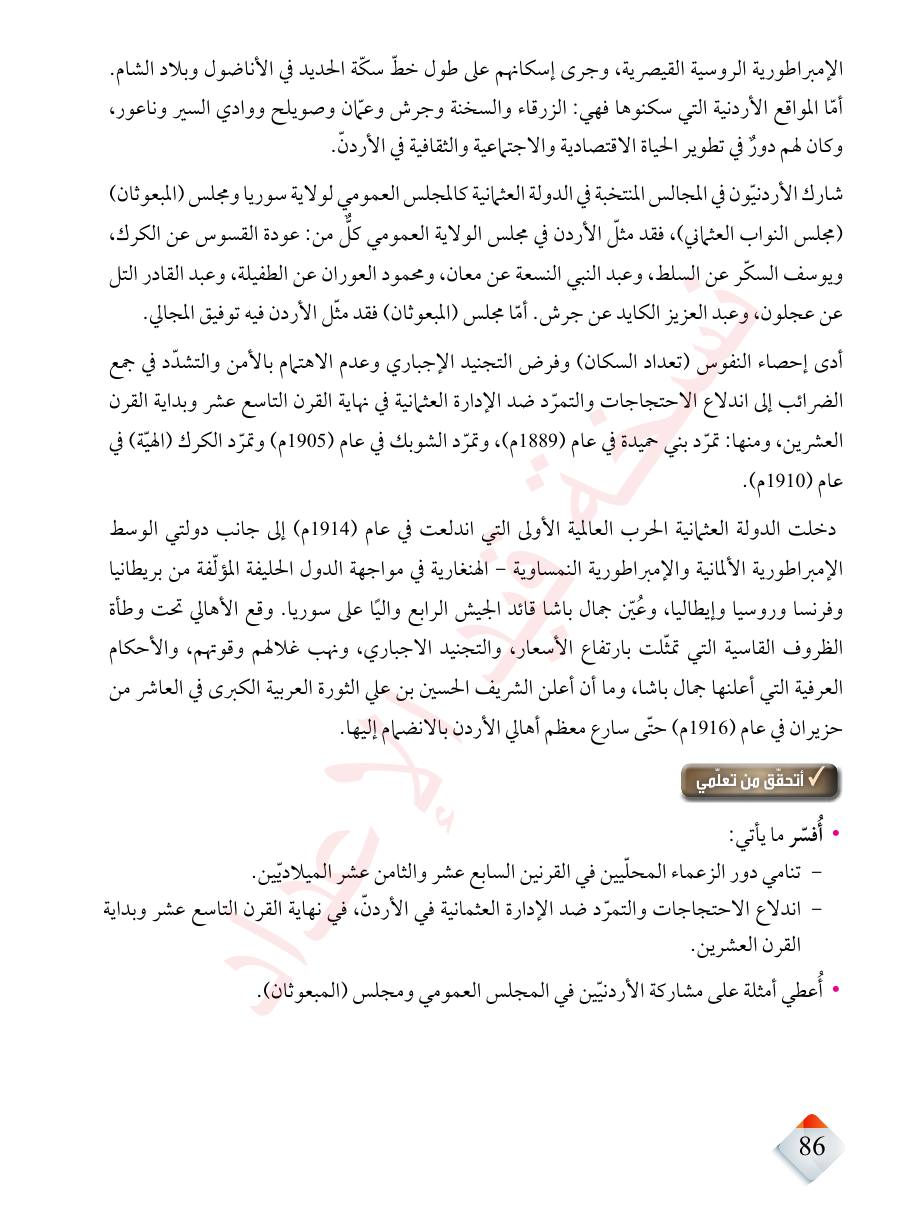 الإمبراطورية الروسية القيصرية، وجرى إسكانهم على طول خطّ سكّة الحديد في الأناضول وبلاد الشام.
أمّا المواقع الأردنية التي سكنوها فهي: الزرقاء والسخنة وجرش وعمّان وصويلح ووادي السير وناعور،
وكان لهم دورٌ في تطوير الحياة الاقتصادية والاجتماعية والثقافية في الأردنّ.
شارك الأردنيّون في المجالس المنتخبة في الدولة العثمانية كالمجلس العمومي لولاية سوريا ومجلس (المبعوثان)
(مجلس النواب العثماني)، فقد مثلّ الأردن في مجلس الولاية العمومي كلٌّ من: عودة القسوس عن الكرك،
ويوسف السكّر عن السلط، وعبد النبي النسعة عن معان، ومحمود العوران عن الطفيلة، وعبد القادر التل
عن عجلون، وعبد العزيز الكايد عن جرش. أمّا مجلس (المبعوثان) فقد مثّل الأردن فيه توفيق المجالي.
أدى إحصاء النفوس (تعداد السكان) وفرض التجنيد الإجباري وعدم الاهتمام بالأمن والتشدّد في جمع
الضرائب إلى اندلاع الاحتجاجات والتمرّد ضد الإدارة العثمانية في نهاية القرن التاسع عشر وبداية القرن
العشرين، ومنها: تمرّد بني حميدة في عام (1889م)، وتمرّد الشوبك في عام (1905م) وتمرّد الكرك (الهيّة) في
عام (1910م).
دخلت الدولة العثمانية الحرب العالمية الأولى التي اندلعت في عام (1914م) إلى جانب دولتي الوسط
الإمبراطورية الألمانية والإمبراطورية النمساوية – الهنغارية في مواجهة الدول الحليفة المؤلّفة من بريطانيا
وفرنسا وروسيا وإيطاليا، وعُيّن جمال باشا قائد الجيش الرابع واليًا على سوريا. وقع الأهالي تحت وطأة
الظروف القاسية التي تمثّلت بارتفاع الأسعار، والتجنيد الاجباري، ونهب غلالهم وقوتهم، والأحكام
العرفية التي أعلنها جمال باشا، وما أن أعلن الشريف الحسين بن علي الثورة العربية الكبرى في العاشر من
حزيران في عام (1916م) حتّى سارع معظم أهالي الأردن بالانضمام إليها.
✓ أتحقّق من تعلّمي
• أُفسّر ما يأتي:
– تنامي دور الزعماء المحلّيين في القرنين السابع عشر والثامن عشر الميلاديّين.
– اندلاع الاحتجاجات والتمرّد ضد الإدارة العثمانية في الأردنّ، في نهاية القرن التاسع عشر وبداية
القرن العشرين.
• أُعطي أمثلة على مشاركة الأردنيّين في المجلس العمومي ومجلس (المبعوثان).
86
نسخة قيد الإعداد